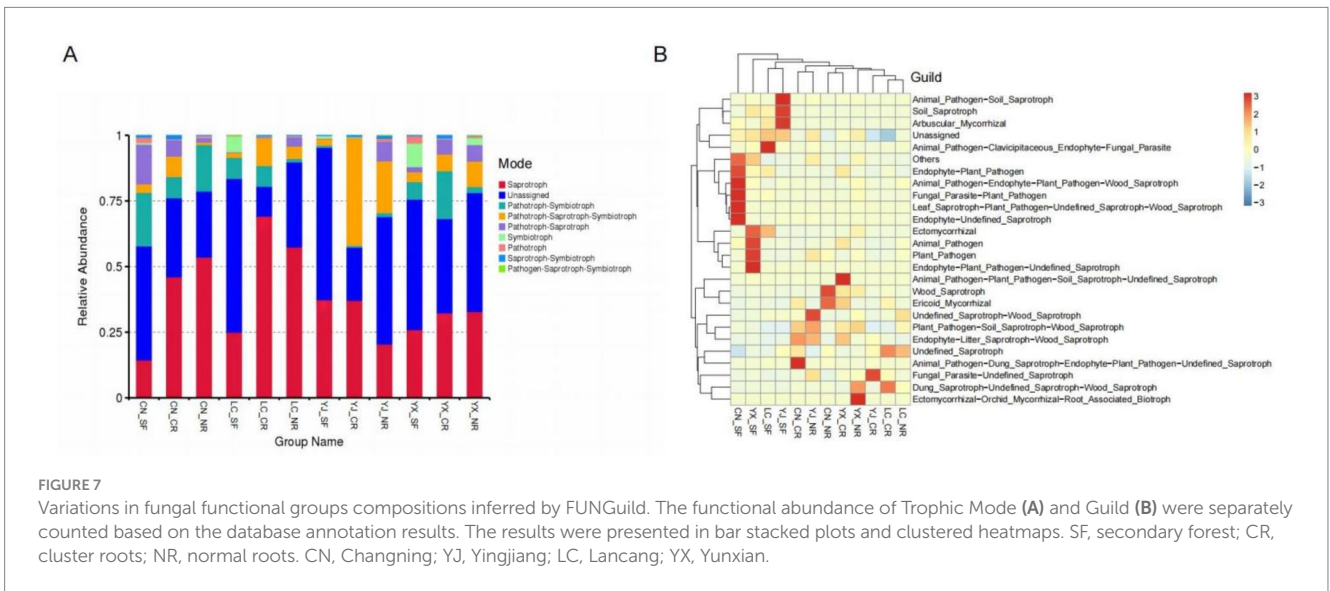 A
B
1
0.75
0.5
0.25
0
Relative Abundance
CN_SF
CN_CR
CN_NR
LC_SF
LC_CR
LC_NR
YJ_SF
YJ_CR
YJ_NR
YX_SF
YX_CR
YX_NR
Group Name
Mode
Saprotroph
Unassigned
Pathotroph-Symbiotroph
Pathotroph-Saprotroph-Symbiotroph
Pathotroph-Saprotroph
Symbiotroph
Pathotroph
Saprotroph-Symbiotroph
Pathogen-Saprotroph-Symbiotroph
Guild
Animal_Pathogen-Soil_Saprotroph
Soil_Saprotroph
Arbuscular_Mycorrhizal
Unassigned
Animal_Pathogen-Clavicipitaceous_Endophyte-Fungal_Parasite
Others
Endophyte-Plant_Pathogen
Animal_Pathogen-Endophyte-Plant_Pathogen-Wood_Saprotroph
Fungal_Parasite-Plant_Pathogen
Leaf_Saprotroph-Plant_Pathogen-Undefined_Saprotroph-Wood_Saprotroph
Endophyte-Undefined_Saprotroph
Ectomycorrhizal
Animal_Pathogen
Plant_Pathogen
Endophyte-Plant_Pathogen-Undefined_Saprotroph
Animal_Pathogen-Plant_Pathogen-Soil_Saprotroph-Undefined_Saprotroph
Wood_Saprotroph
Ericoid_Mycorrhizal
Undefined_Saprotroph-Wood_Saprotroph
Plant_Pathogen-Soil_Saprotroph-Wood_Saprotroph
Endophyte-Litter_Saprotroph-Wood_Saprotroph
Undefined_Saprotroph
Animal_Pathogen-Dung_Saprotroph-Endophyte-Plant_Pathogen-Undefined_Saprotroph
Fungal_Parasite-Undefined_Saprotroph
Dung_Saprotroph-Undefined_Saprotroph-Wood_Saprotroph
Ectomycorrhizal-Orchid_Mycorrhizal-Root_Associated_Biotroph
CN_SF
YX_SF
LC_SF
YJ_SF
CN_CR
YJ_NR
CN_NR
YX_CR
YX_NR
YJ_CR
LC_CR
LC_NR
3
2
1
0
-1
-2
-3
FIGURE 7
Variations in fungal functional groups compositions inferred by FUNGuild. The functional abundance of Trophic Mode (A) and Guild (B) were separately
counted based on the database annotation results. The results were presented in bar stacked plots and clustered heatmaps. SF, secondary forest; CR,
cluster roots; NR, normal roots. CN, Changning; YJ, Yingjiang; LC, Lancang; YX, Yunxian.